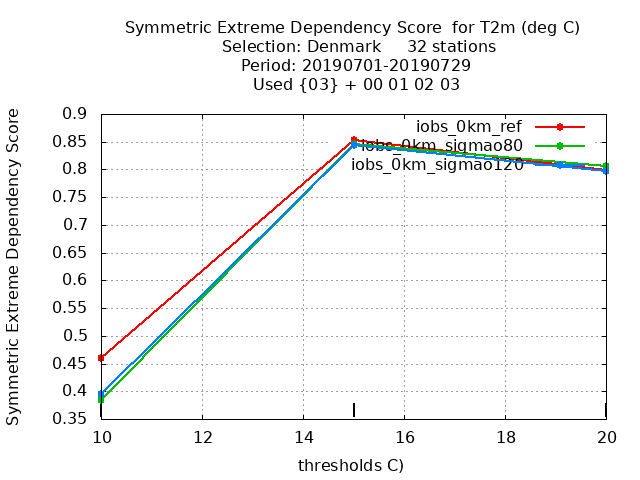 Symmetric Extreme Dependency Score  for T2m (deg C)
Selection: Denmark     32 stations
Period: 20190701-20190729
Used {03} + 00 01 02 03
Symmetric Extreme Dependency Score
0.9
0.85
0.8
0.75
0.7
0.65
0.6
0.55
0.5
0.45
0.4
0.35
iobs_0km_ref
iobs_0km_sigmao80
iobs_0km_sigmao120
10 12 14 16 18 20
thresholds C)